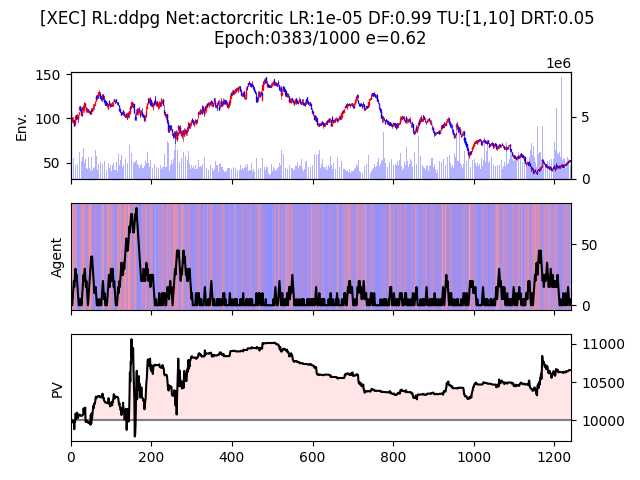 [XEC] RL:ddpg Net:actorcritic LR:1e-05 DF:0.99 TU:[1,10] DRT:0.05
Epoch:0383/1000 e=0.62
1e6
150
100
50
Env.
5
0
Agent
50
0
PV
11000
10500
10000
0 200 400 600 800 1000 1200